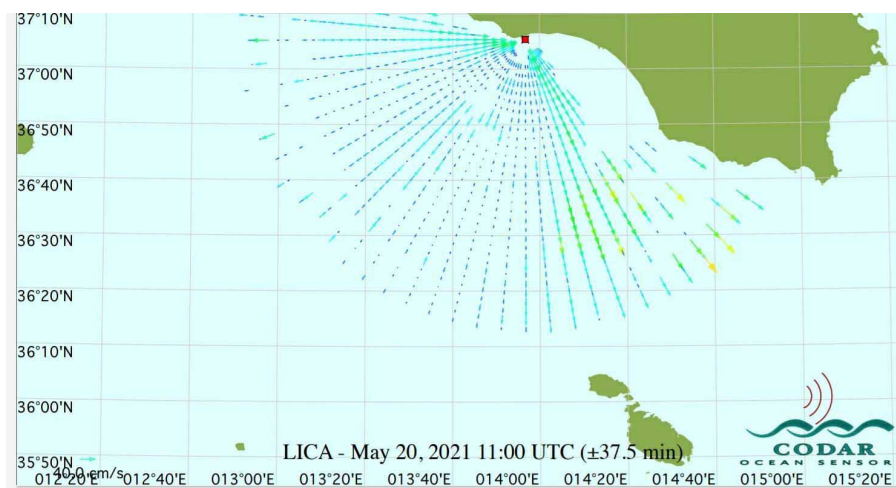 37°10'N
37°00'N
36°50'N
36°40'N
36°30'N
36°20'N
36°10'N
36°00'N
35°50'N
LICA - May 20, 2021 11:00 UTC (±37.5 min)
CODAR
OCEAN SENSOR
40.0 cm/s
012°20'E 012°40'E 013°00'E 013°20'E 013°40'E 014°00'E 014°20'E 014°40'E 015°00'E 015°20'E